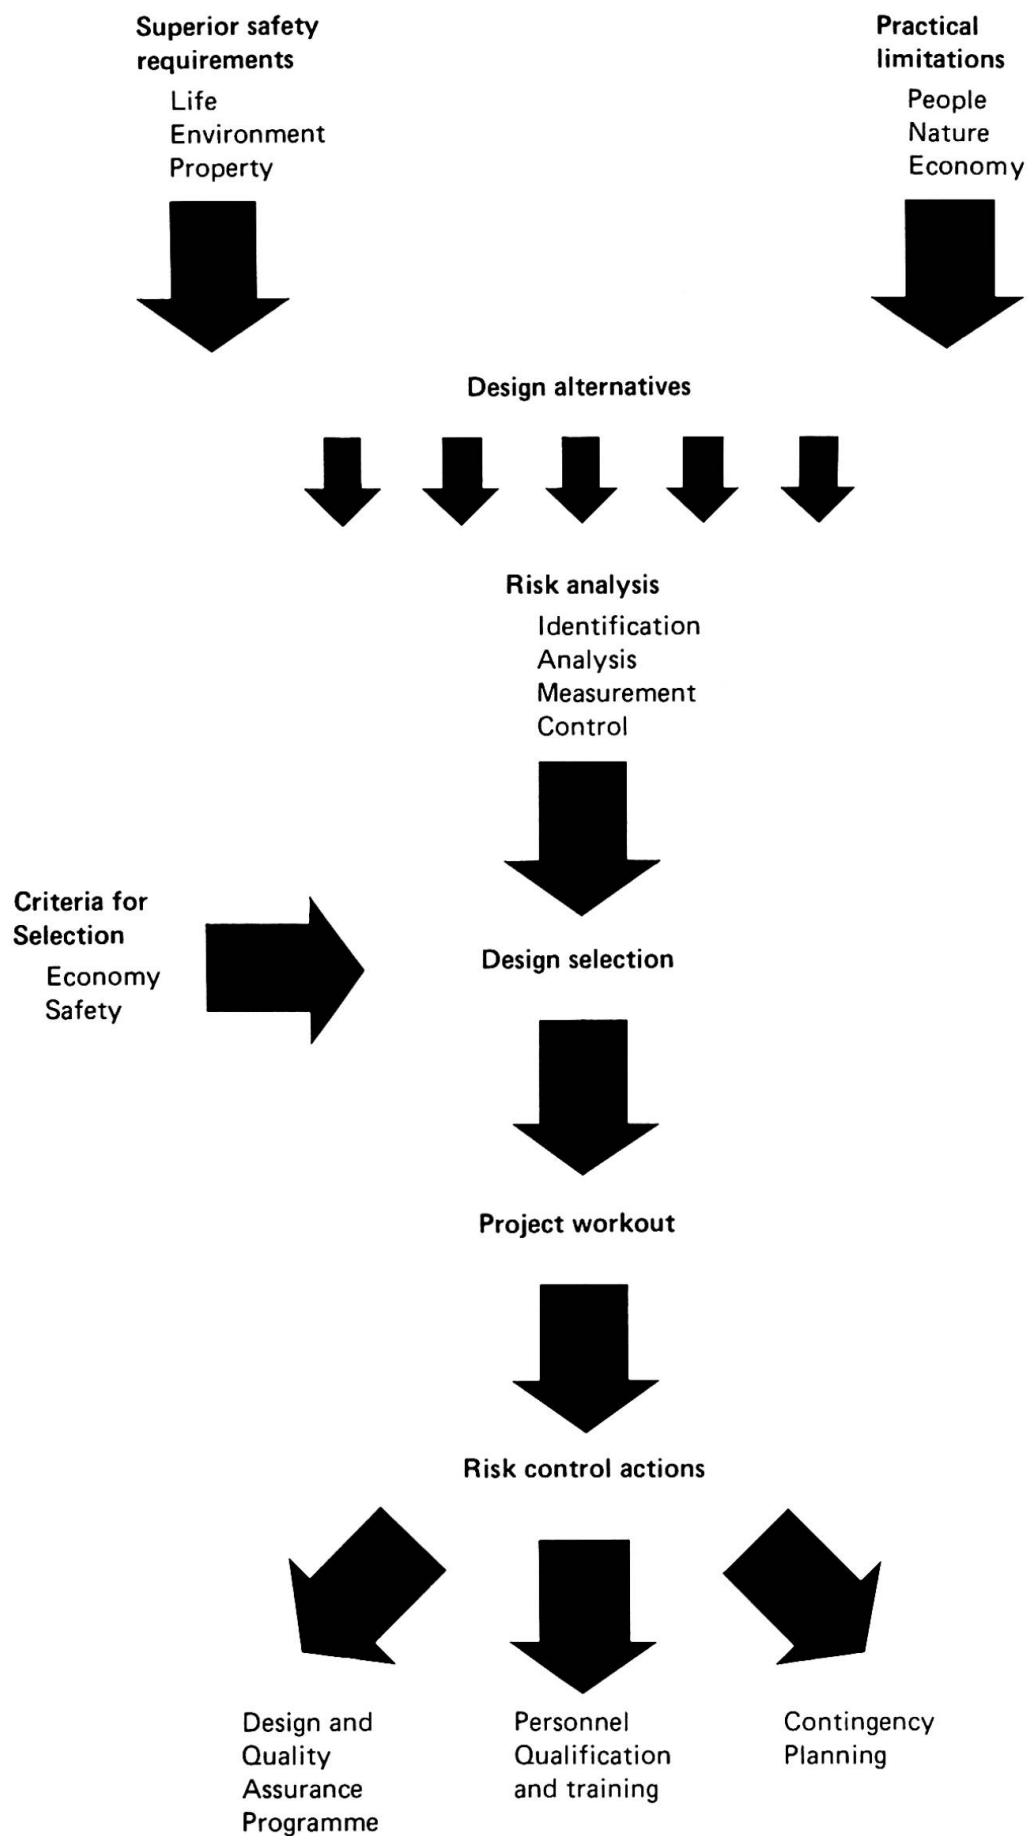 Superior safety
requirements
Life
Environment
Property
Practical
limitations
People
Nature
Economy
Design alternatives
Risk analysis
Identification
Analysis
Measurement
Control
Criteria for
Selection
Economy
Safety
Design selection
Project workout
Risk control actions
Design and
Quality
Assurance
Programme
Personnel
Qualification
and training
Contingency
Planning